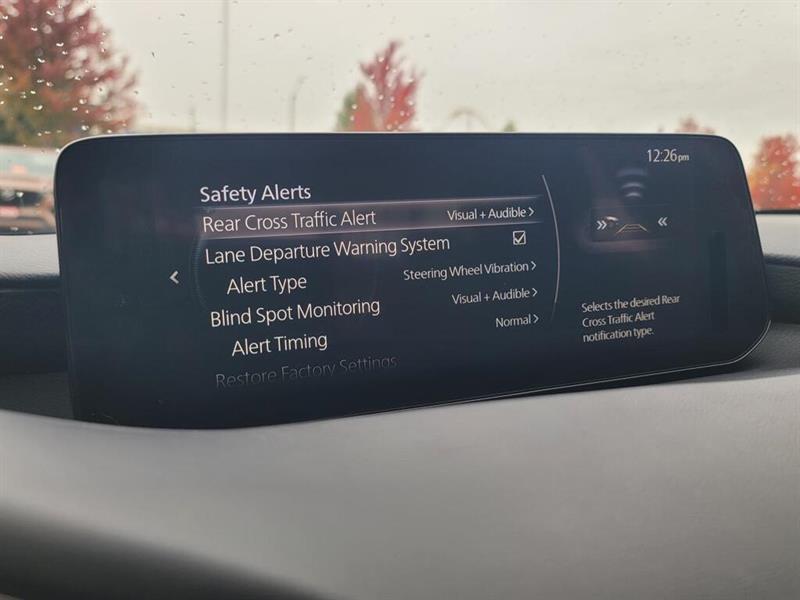 12:26pm
Safety Alerts
Rear Cross Traffic Alert Visual + Audible
Lane Departure Warning System
Alert Type Steering Wheel Vibration
Blind Spot Monitoring Visual + Audible
Alert Timing Normal
Restore Factory Settings
Selects the desired Rear
Cross Traffic Alert
notification type.